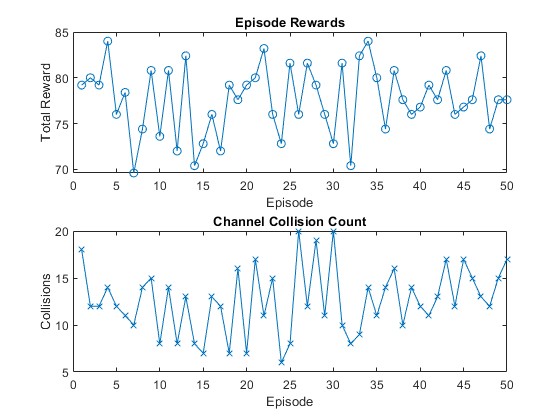 Episode Rewards
85
80
75
70
Total Reward
0 5 10 15 20 25 30 35 40 45 50
Episode
Channel Collision Count
20
15
10
5
Collisions
0 5 10 15 20 25 30 35 40 45 50
Episode